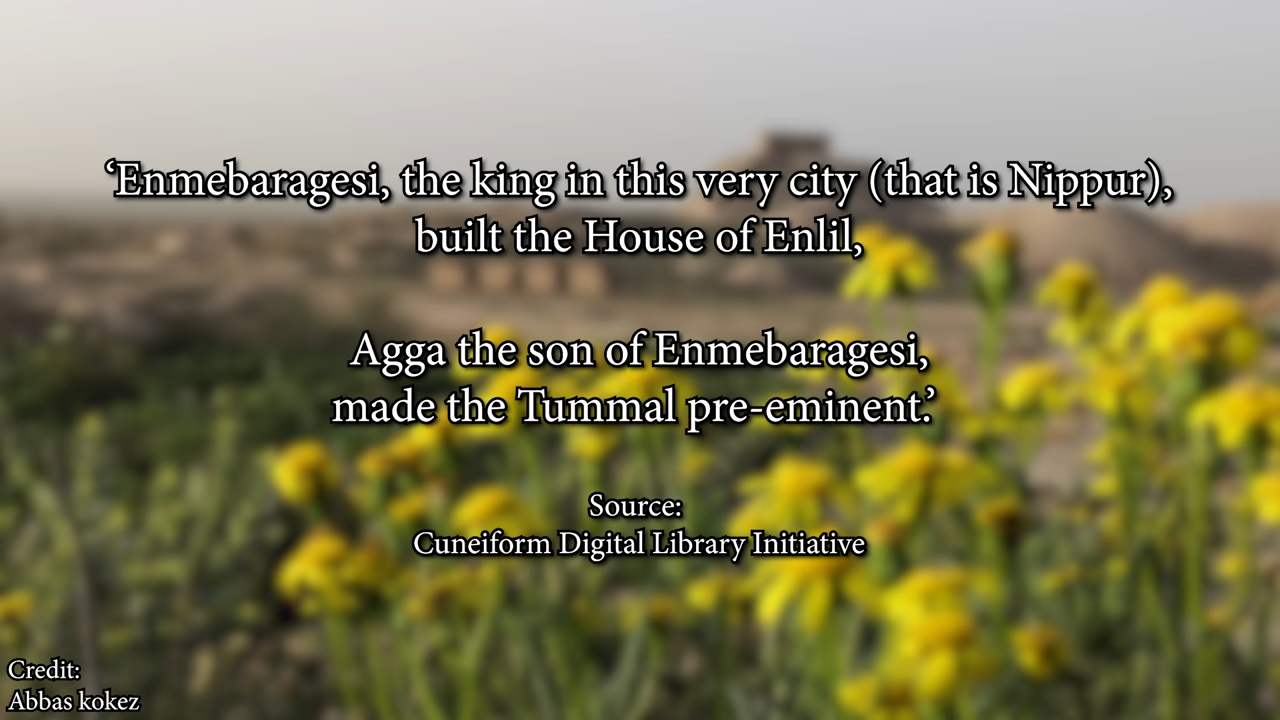 ‘Enmebaragesi, the king in this very city (that is Nippur),
built the House of Enlil,
Agga the son of Enmebaragesi,
made the Tummal pre-eminent.’
Source:
Cuneiform Digital Library Initiative
Credit:
Abbas kokez